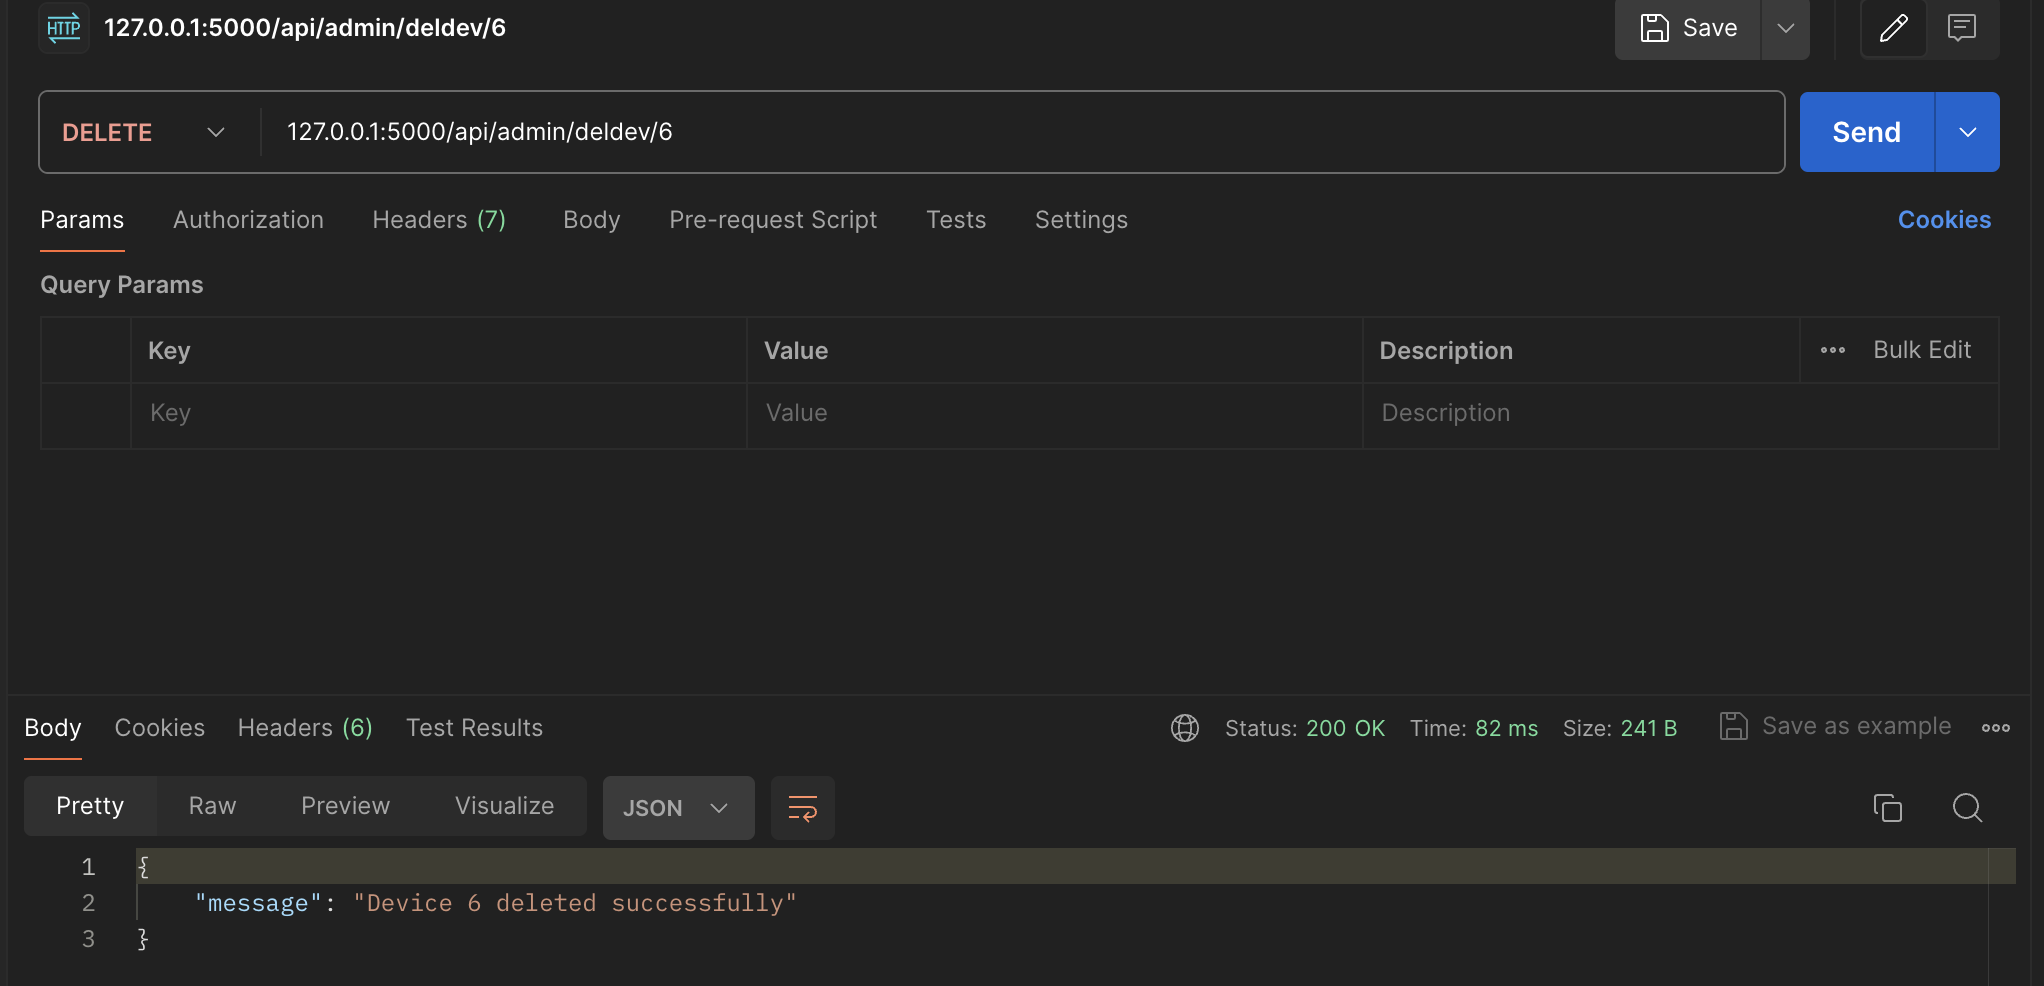 HTTP 127.0.0.1:5000/api/admin/deldev/6 Save
DELETE 127.0.0.1:5000/api/admin/deldev/6 Send
Params Authorization Headers (7) Body Pre-request Script Tests Settings Cookies
Query Params
Key Value Description Bulk Edit
Key Value Description
Body Cookies Headers (6) Test Results Status: 200 OK Time: 82 ms Size: 241 B Save as example
Pretty Raw Preview Visualize JSON
1 {
2 "message": "Device 6 deleted successfully"
3 }